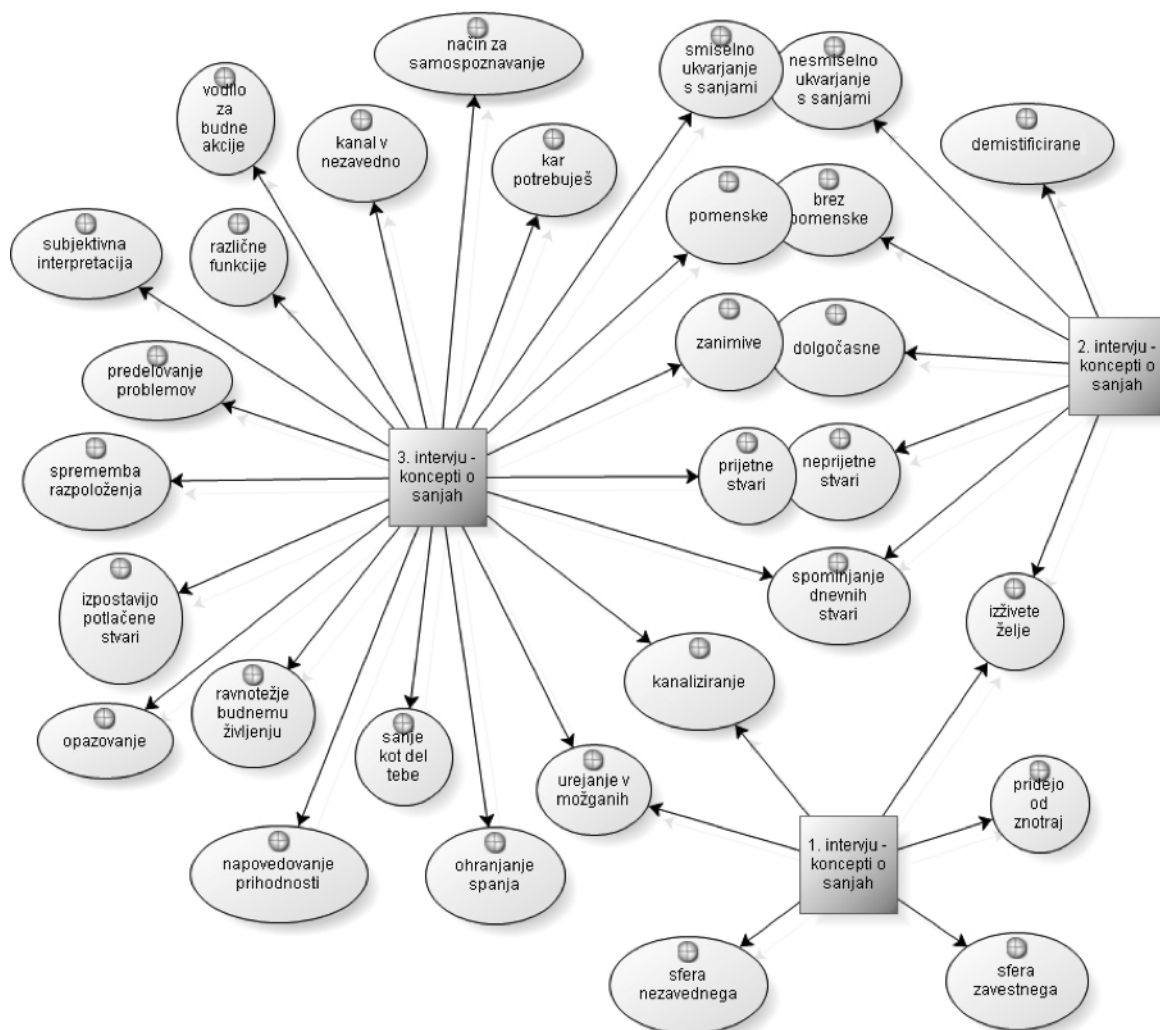 način za
samospoznavanje
smiselno
ukvarjanje
s sanjami
nesmiselno
ukvarjanje
s sanjami
vodilo
za
budne
akcije
kanal v
nezavedno
kar
potrebuješ
demistificirane
subjektivna
interpretacija
različne
funkcije
pomenske
brez
pomenske
zanimive
dolgočasne
2. intervju -
koncepti o
sanjah
predelovanje
problemov
3. intervju -
koncepti o
sanjah
sprememba
razpoloženja
prijetne
stvari
neprijetne
stvari
izpostavijo
potlačene
stvari
spominjanje
dnevnih
stvari
izživete
želje
kanaliziranje
opazovanje
ravnotežje
budnemu
življenju
sanje
kot del
tebe
urejanje v
možganih
pridejo
od
znotraj
1. intervju -
koncepti o
sanjah
napovedovanje
prihodnosti
ohranjanje
spanja
sfera
nezavednega
sfera
zavestnega